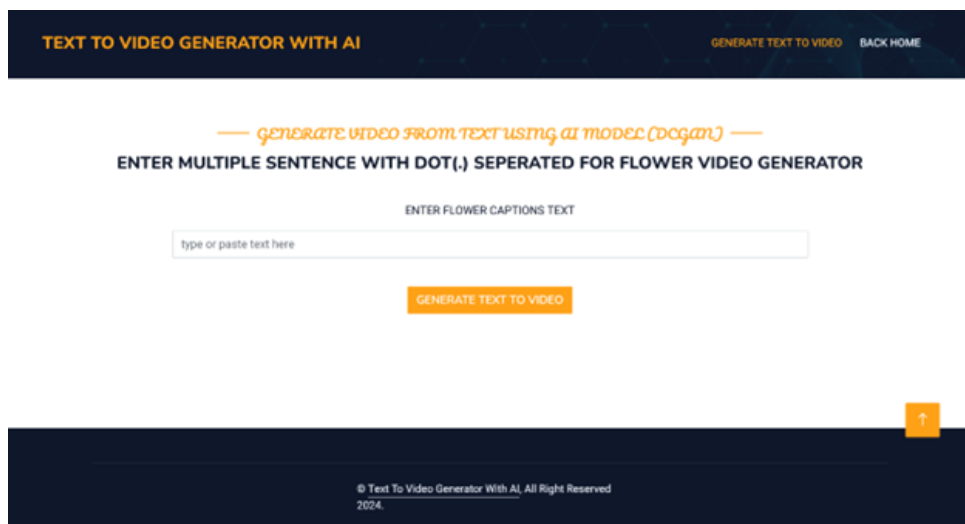 TEXT TO VIDEO GENERATOR WITH AI
GENERATE TEXT TO VIDEO
BACK HOME
GENERATE VIDEO FROM TEXT USING AI MODEL (DCGAN)
ENTER MULTIPLE SENTENCE WITH DOT(.) SEPERATED FOR FLOWER VIDEO GENERATOR
ENTER FLOWER CAPTIONS TEXT
type or paste text here
GENERATE TEXT TO VIDEO
© Text To Video Generator With AI, All Right Reserved
2024.